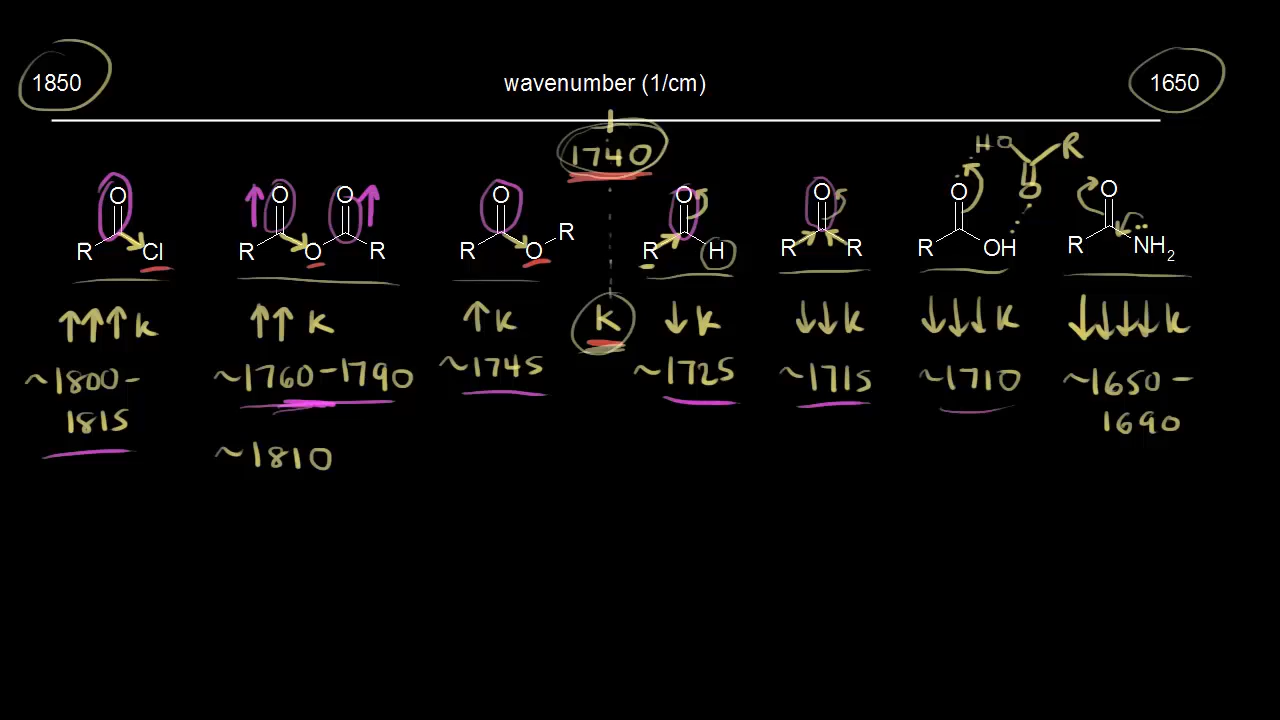 1850 wavenumber (1/cm) 1650
1740
HO R
O
O O O O O O O O O
R Cl R O R R O R R H R R R OH R NH2
↑↑↑ K ↑↑ K ↑ K K ↓ K ↓↓ K ↓↓↓ K ↓↓↓↓ K
~1800- ~1760-1790 ~1745 ~1725 ~1715 ~1710 ~1650-
1815 1690
~1810